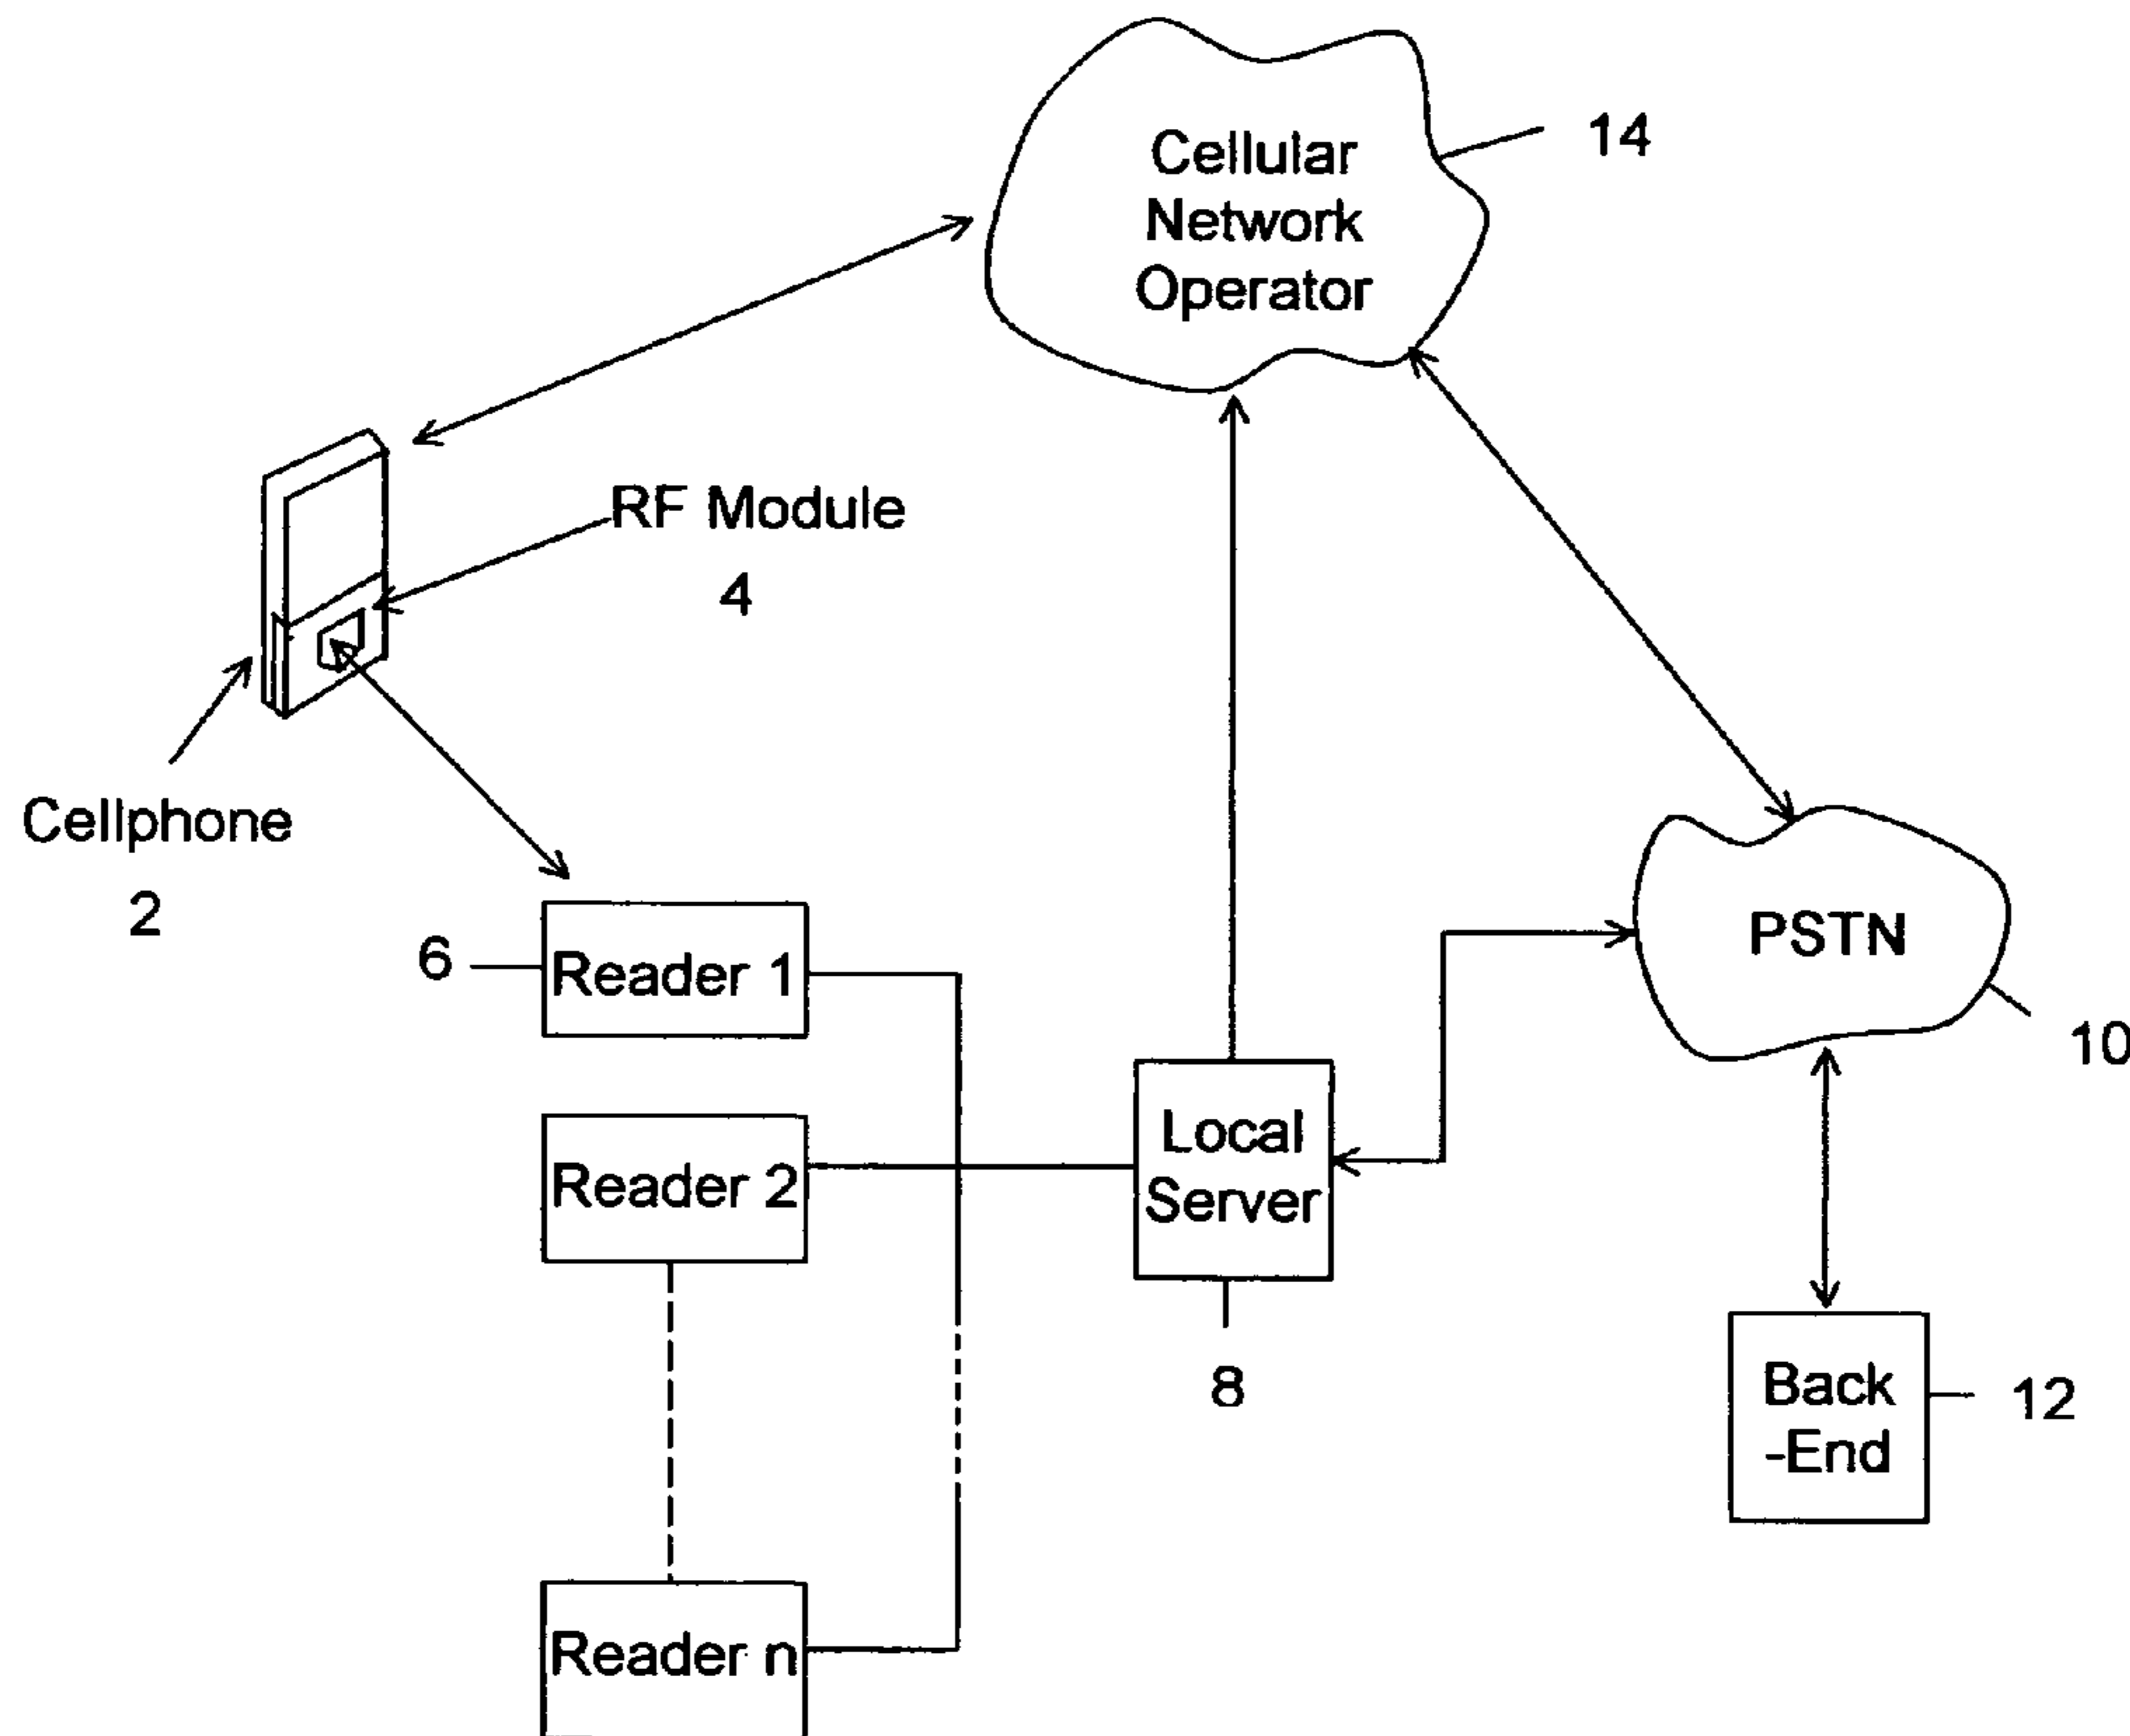 Cellular
Network
Operator
14
RF Module
4
Cellphone
2
6
Reader 1
PSTN
10
Reader 2
Local
Server
8
Back
-End
12
Reader n